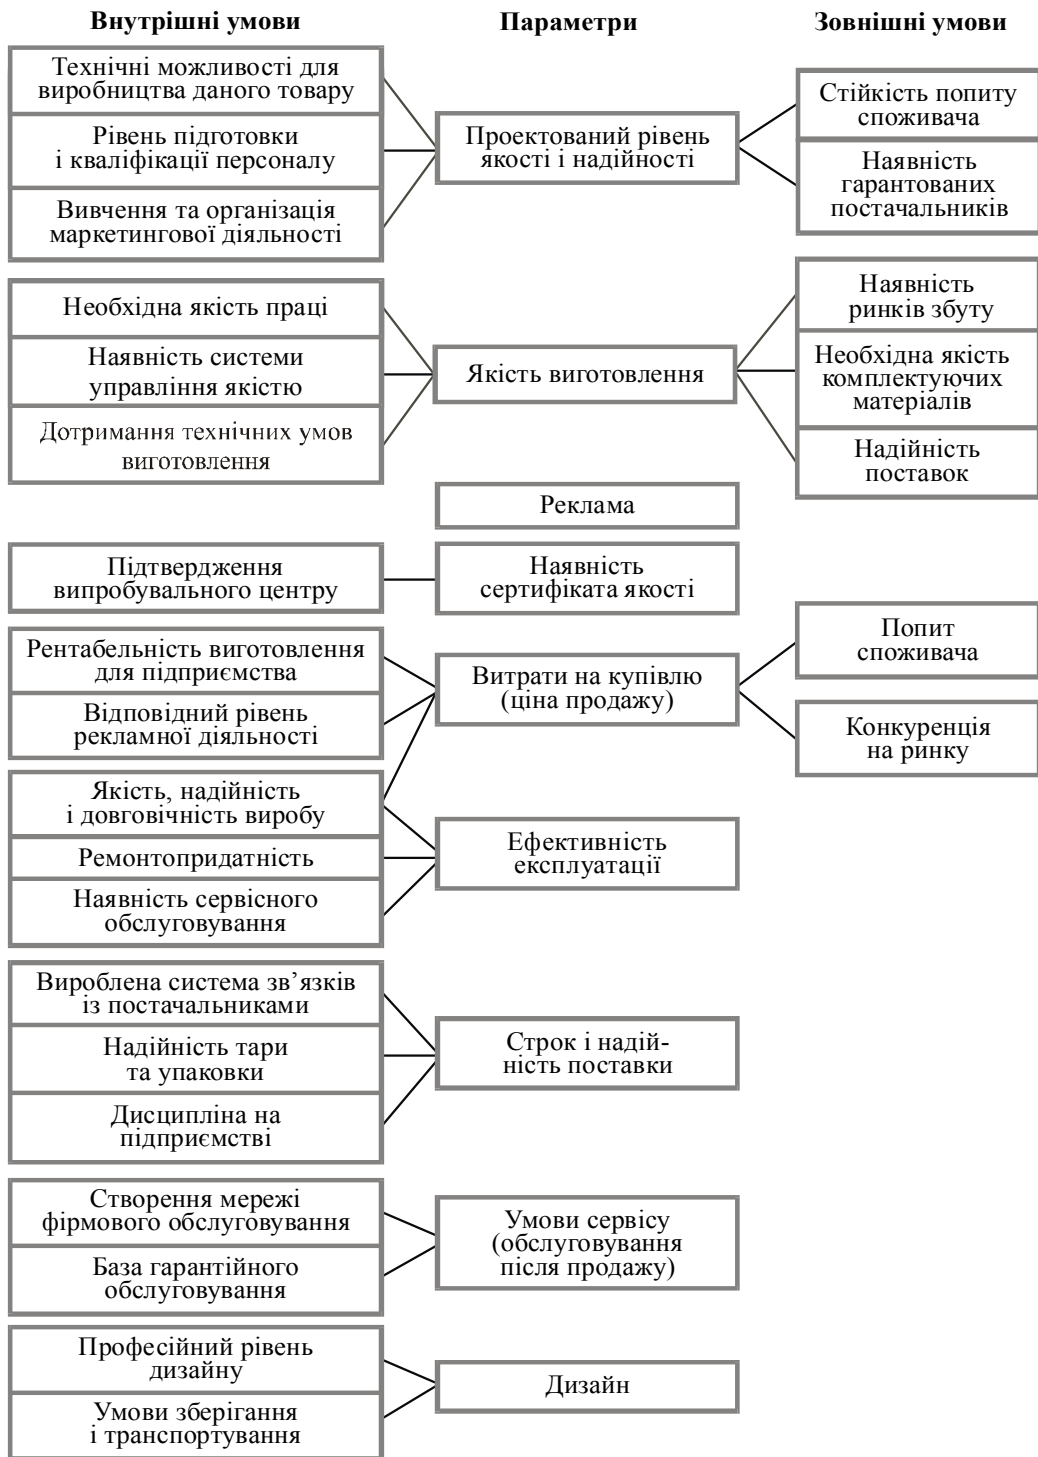 Внутрішні умови
Параметри
Зовнішні умови
Технічні можливості для
виробництва даного товару
Рівень підготовки
і кваліфікації персоналу
Вивчення та організація
маркетингової діяльності
Проектований рівень
якості і надійності
Стійкість попиту
споживача
Наявність
гарантованих
постачальників
Необхідна якість праці
Наявність системи
управління якістю
Дотримання технічних умов
виготовлення
Якість виготовлення
Наявність
ринків збуту
Необхідна якість
комплектуючих
матеріалів
Надійність
поставок
Реклама
Підтвердження
випробувального центру
Наявність
сертифіката якості
Рентабельність виготовлення
для підприємства
Відповідний рівень
рекламної діяльності
Витрати на купівлю
(ціна продажу)
Попит
споживача
Конкуренція
на ринку
Якість, надійність
і довговічність виробу
Ремонтопридатність
Наявність сервісного
обслуговування
Ефективність
експлуатації
Вироблена система зв’язків
із постачальниками
Надійність тари
та упаковки
Дисципліна на
підприємстві
Строк і надій-
ність поставки
Створення мережі
фірмового обслуговування
База гарантійного
обслуговування
Умови сервісу
(обслуговування
після продажу)
Професійний рівень
дизайну
Умови зберігання
і транспортування
Дизайн